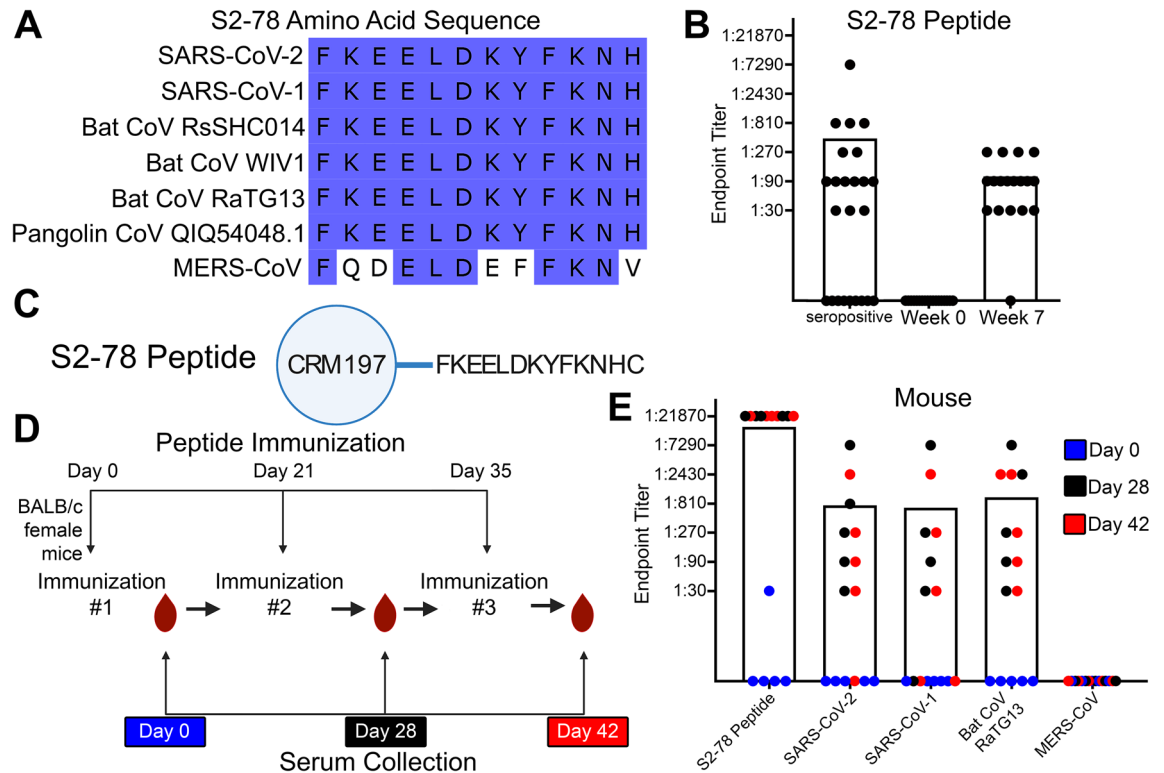 A
S2-78 Amino Acid Sequence
SARS-CoV-2 F K E E L D K Y F K N H
SARS-CoV-1 F K E E L D K Y F K N H
Bat CoV RsSHC014 F K E E L D K Y F K N H
Bat CoV WIV1 F K E E L D K Y F K N H
Bat CoV RaTG13 F K E E L D K Y F K N H
Pangolin CoV QIQ54048.1 F K E E L D K Y F K N H
MERS-CoV F Q D E L D E F F K N V
B
S2-78 Peptide
Endpoint Titer
1:21870
1:7290
1:2430
1:810
1:270
1:90
1:30
seropositive Week 0 Week 7
C
S2-78 Peptide CRM197 FKEELDKYFKNHC
D
Peptide Immunization
Day 0 Day 21 Day 35
BALB/c
female
mice
Immunization Immunization Immunization
#1 #2 #3
Day 0 Day 28 Day 42
Serum Collection
E
Mouse
Endpoint Titer
1:21870
1:7290
1:2430
1:810
1:270
1:90
1:30
Day 0
Day 28
Day 42
S2-78 Peptide
SARS-CoV-2
SARS-CoV-1
Bat CoV
RaTG13
MERS-CoV